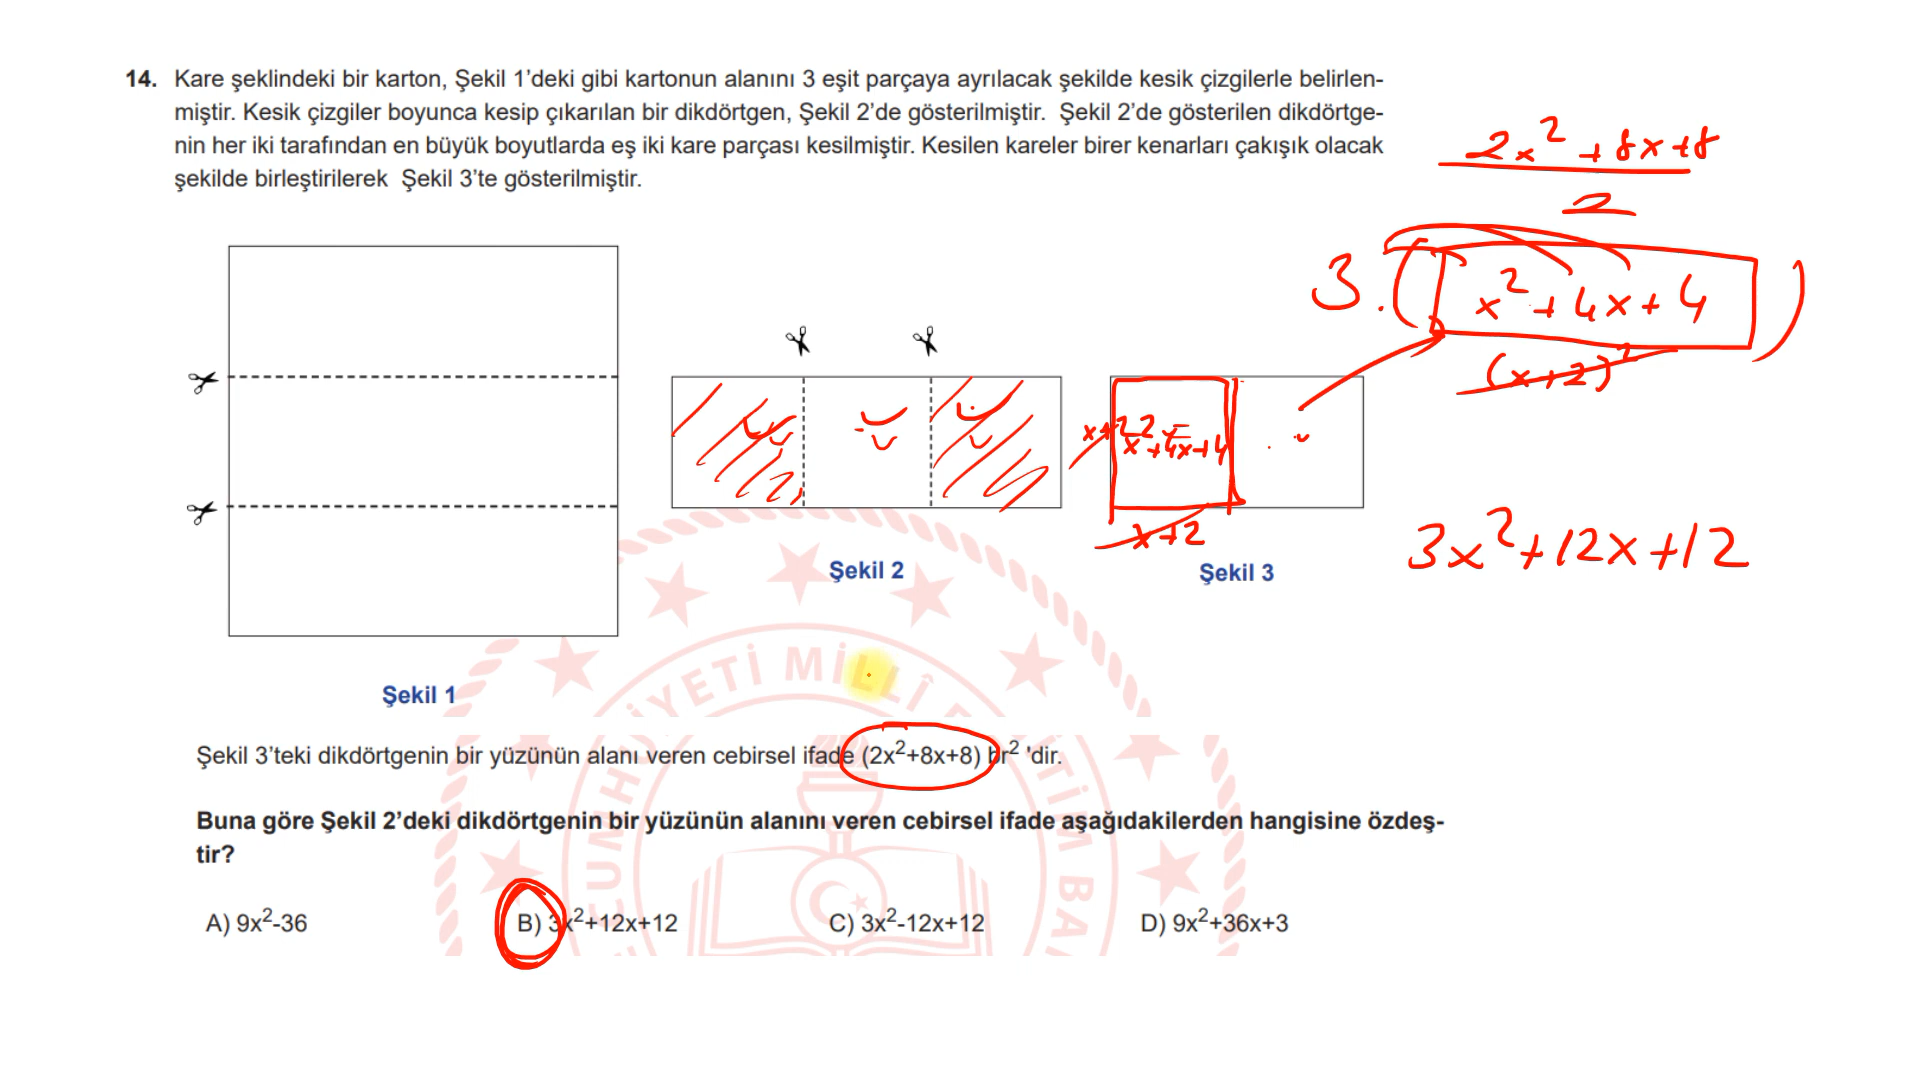 14. Kare şeklindeki bir karton, Şekil 1'deki gibi kartonun alanını 3 eşit parçaya ayrılacak şekilde kesik çizgilerle belirlen-
miştir. Kesik çizgiler boyunca kesip çıkarılan bir dikdörtgen, Şekil 2'de gösterilmiştir. Şekil 2'de gösterilen dikdörtge-
nin her iki tarafından en büyük boyutlarda eş iki kare parçası kesilmiştir. Kesilen kareler birer kenarları çakışık olacak
şekilde birleştirilerek Şekil 3'te gösterilmiştir.
2x²+8x+8
2
3.(x²+4x+4)
(x+2)²
x+2
x²+4x+4
x+2
3x²+12x+12
Şekil 2
Şekil 3
Şekil 1
Şekil 3'teki dikdörtgenin bir yüzünün alanı veren cebirsel ifade (2x²+8x+8) br² 'dir.
Buna göre Şekil 2'deki dikdörtgenin bir yüzünün alanını veren cebirsel ifade aşağıdakilerden hangisine özdeş-
tir?
A) 9x²-36
B) 3x²+12x+12
C) 3x²-12x+12
D) 9x²+36x+3